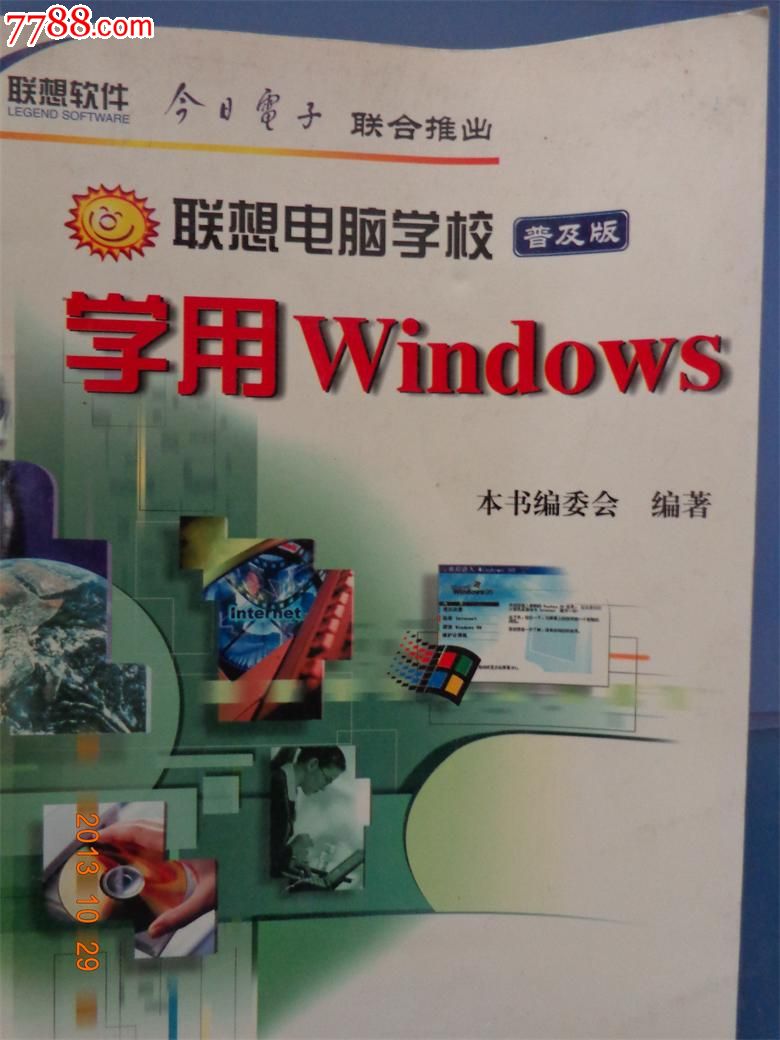 7788.com
联想软件 今日電子 联合推出
LEGEND SOFTWARE
联想电脑学校 普及版
学用Windows
本书编委会 编著
Internet
Windows98
2013 10 29